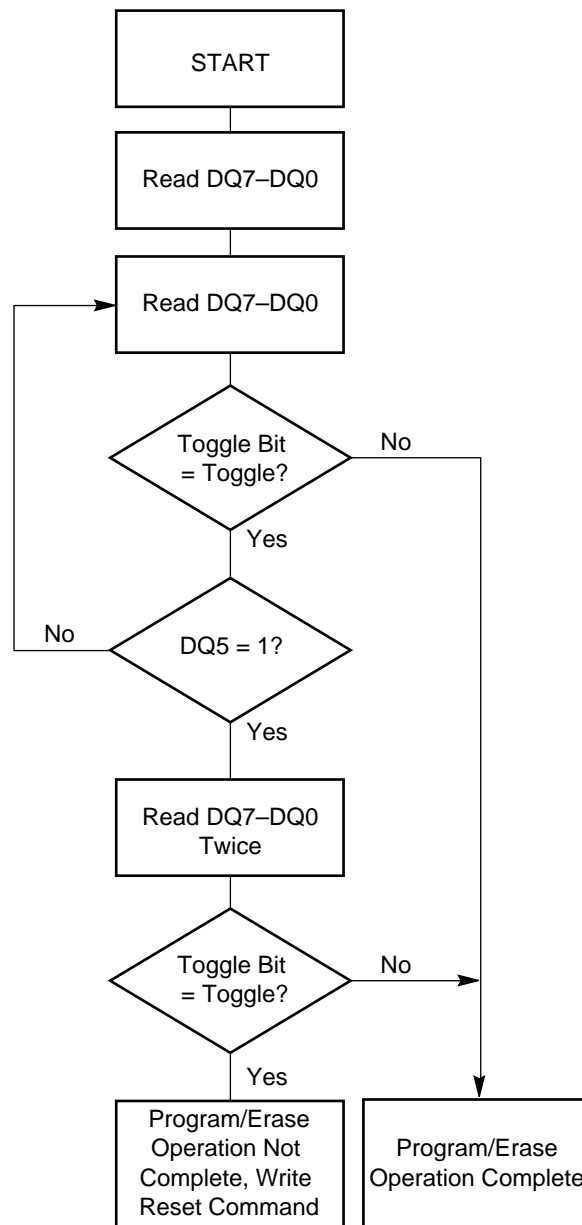 START
Read DQ7–DQ0
Read DQ7–DQ0
Toggle Bit
= Toggle?
No
Yes
No
DQ5 = 1?
Yes
Read DQ7–DQ0
Twice
Toggle Bit
= Toggle?
No
Yes
Program/Erase
Operation Not
Complete, Write
Reset Command
Program/Erase
Operation Complete